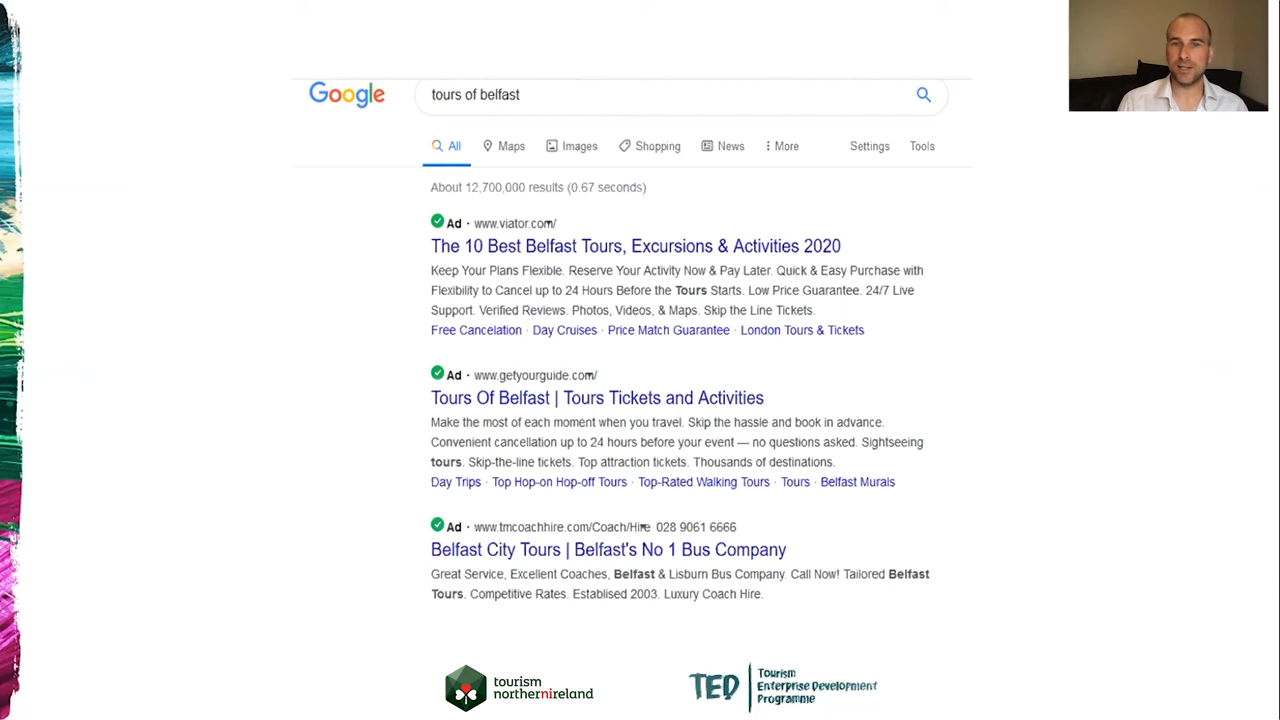 Google
tours of belfast
All Maps Images Shopping News More Settings Tools
About 12,700,000 results (0.67 seconds)
Ad · www.viator.com/
The 10 Best Belfast Tours, Excursions & Activities 2020
Keep Your Plans Flexible. Reserve Your Activity Now & Pay Later. Quick & Easy Purchase with
Flexibility to Cancel up to 24 Hours Before the Tours Starts. Low Price Guarantee. 24/7 Live
Support. Verified Reviews. Photos, Videos, & Maps. Skip the Line Tickets.
Free Cancelation · Day Cruises · Price Match Guarantee · London Tours & Tickets
Ad · www.getyourguide.com/
Tours Of Belfast | Tours Tickets and Activities
Make the most of each moment when you travel. Skip the hassle and book in advance.
Convenient cancellation up to 24 hours before your event — no questions asked. Sightseeing
tours. Skip-the-line tickets. Top attraction tickets. Thousands of destinations.
Day Trips · Top Hop-on Hop-off Tours · Top-Rated Walking Tours · Tours · Belfast Murals
Ad · www.tmcoachhire.com/Coach/Hire 028 9061 6666
Belfast City Tours | Belfast's No 1 Bus Company
Great Service, Excellent Coaches, Belfast & Lisburn Bus Company. Call Now! Tailored Belfast
Tours. Competitive Rates. Establised 2003. Luxury Coach Hire.
tourism
northernireland
TED
Tourism
Enterprise Development
Programme